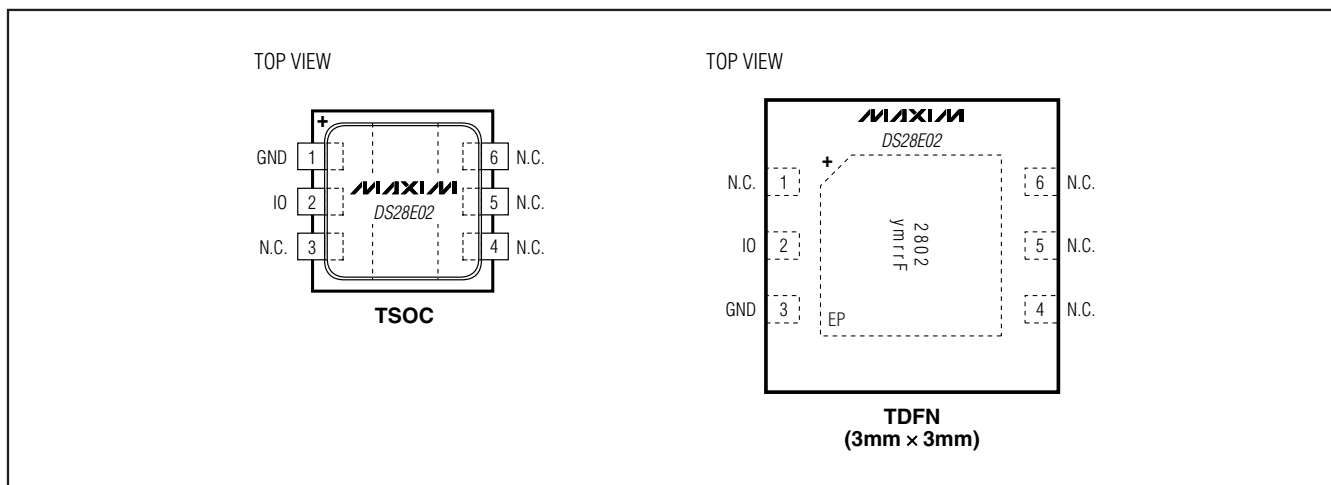 TOP VIEW
+
GND 1 6 N.C.
MAXIM
IO 2 5 N.C.
DS28E02
N.C. 3 4 N.C.
TSOC
TOP VIEW
MAXIM
DS28E02
+
N.C. 1 6 N.C.
2802
ymrrF
IO 2 5 N.C.
GND 3 4 N.C.
EP
TDFN
(3mm × 3mm)